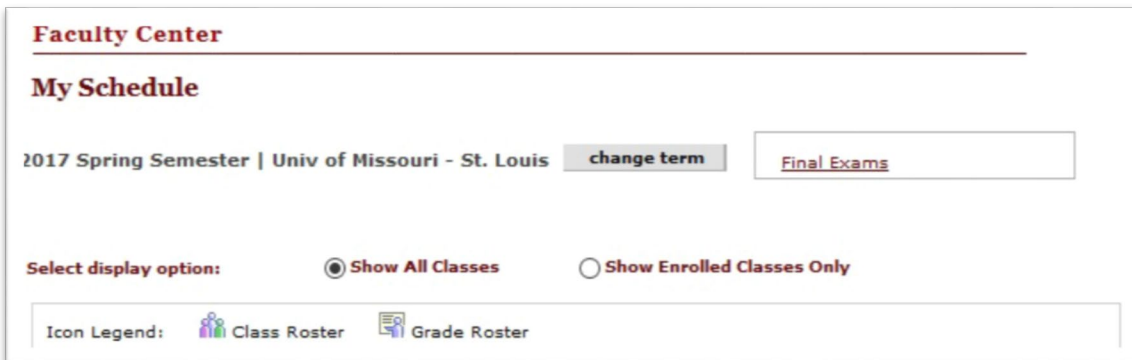 Faculty Center
My Schedule
2017 Spring Semester | Univ of Missouri - St. Louis change term Final Exams
Select display option: Show All Classes Show Enrolled Classes Only
Icon Legend: Class Roster Grade Roster